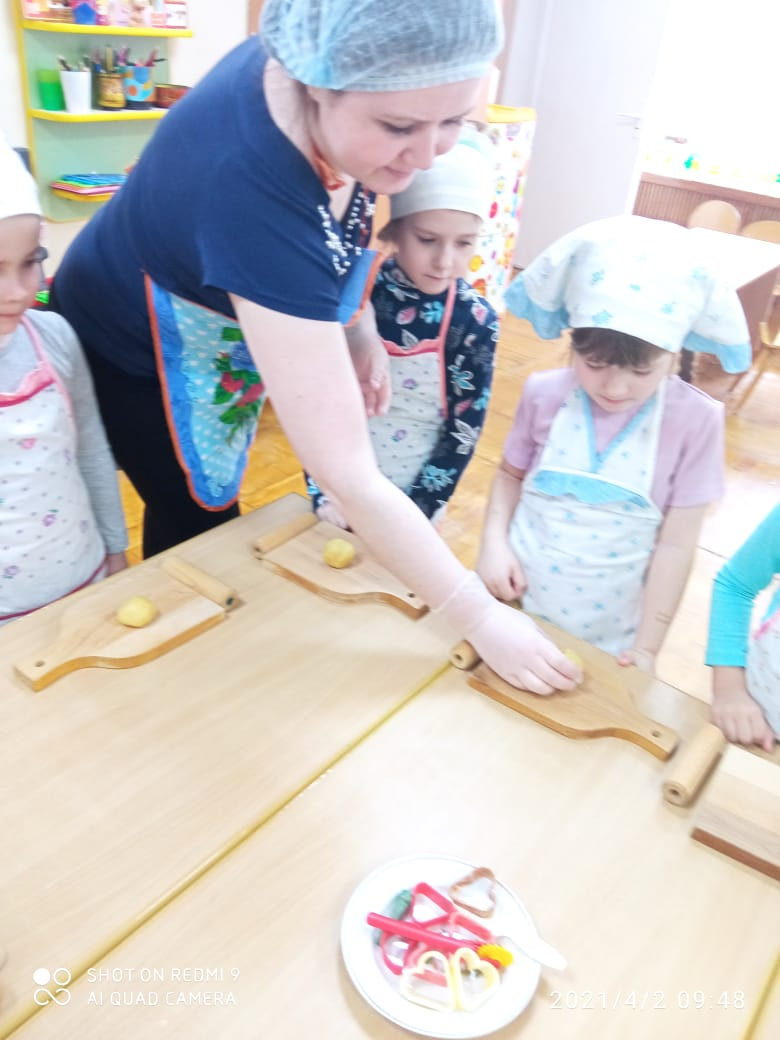 SHOT ON REDMI 9
AI QUAD CAMERA
2021/4/2 09:48